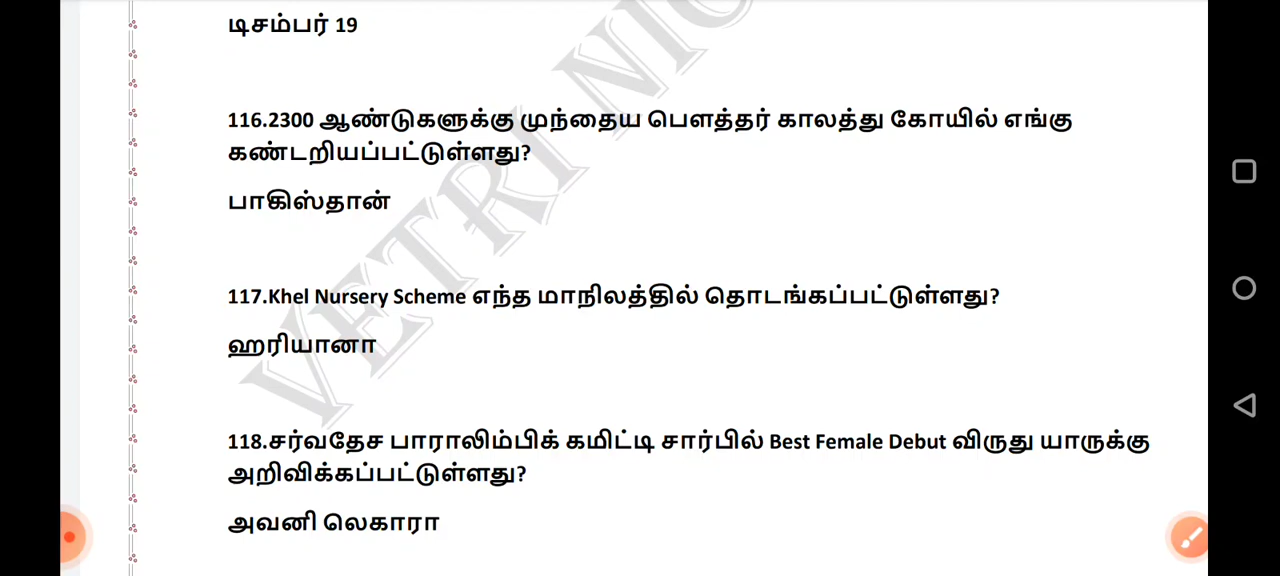 டிசம்பர் 19
116.2300 ஆண்டுகளுக்கு முந்தைய பௌத்தர் காலத்து கோயில் எங்கு
கண்டறியப்பட்டுள்ளது?
பாகிஸ்தான்
117.Khel Nursery Scheme எந்த மாநிலத்தில் தொடங்கப்பட்டுள்ளது?
ஹரியானா
118.சர்வதேச பாராலிம்பிக் கமிட்டி சார்பில் Best Female Debut விருது யாருக்கு
அறிவிக்கப்பட்டுள்ளது?
அவனி லெகாரா
VETRI NIC